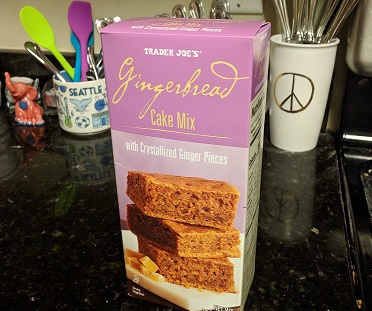 TRADER JOE'S
Gingerbread
Cake Mix
with Crystallized Ginger Pieces
SEATTLE